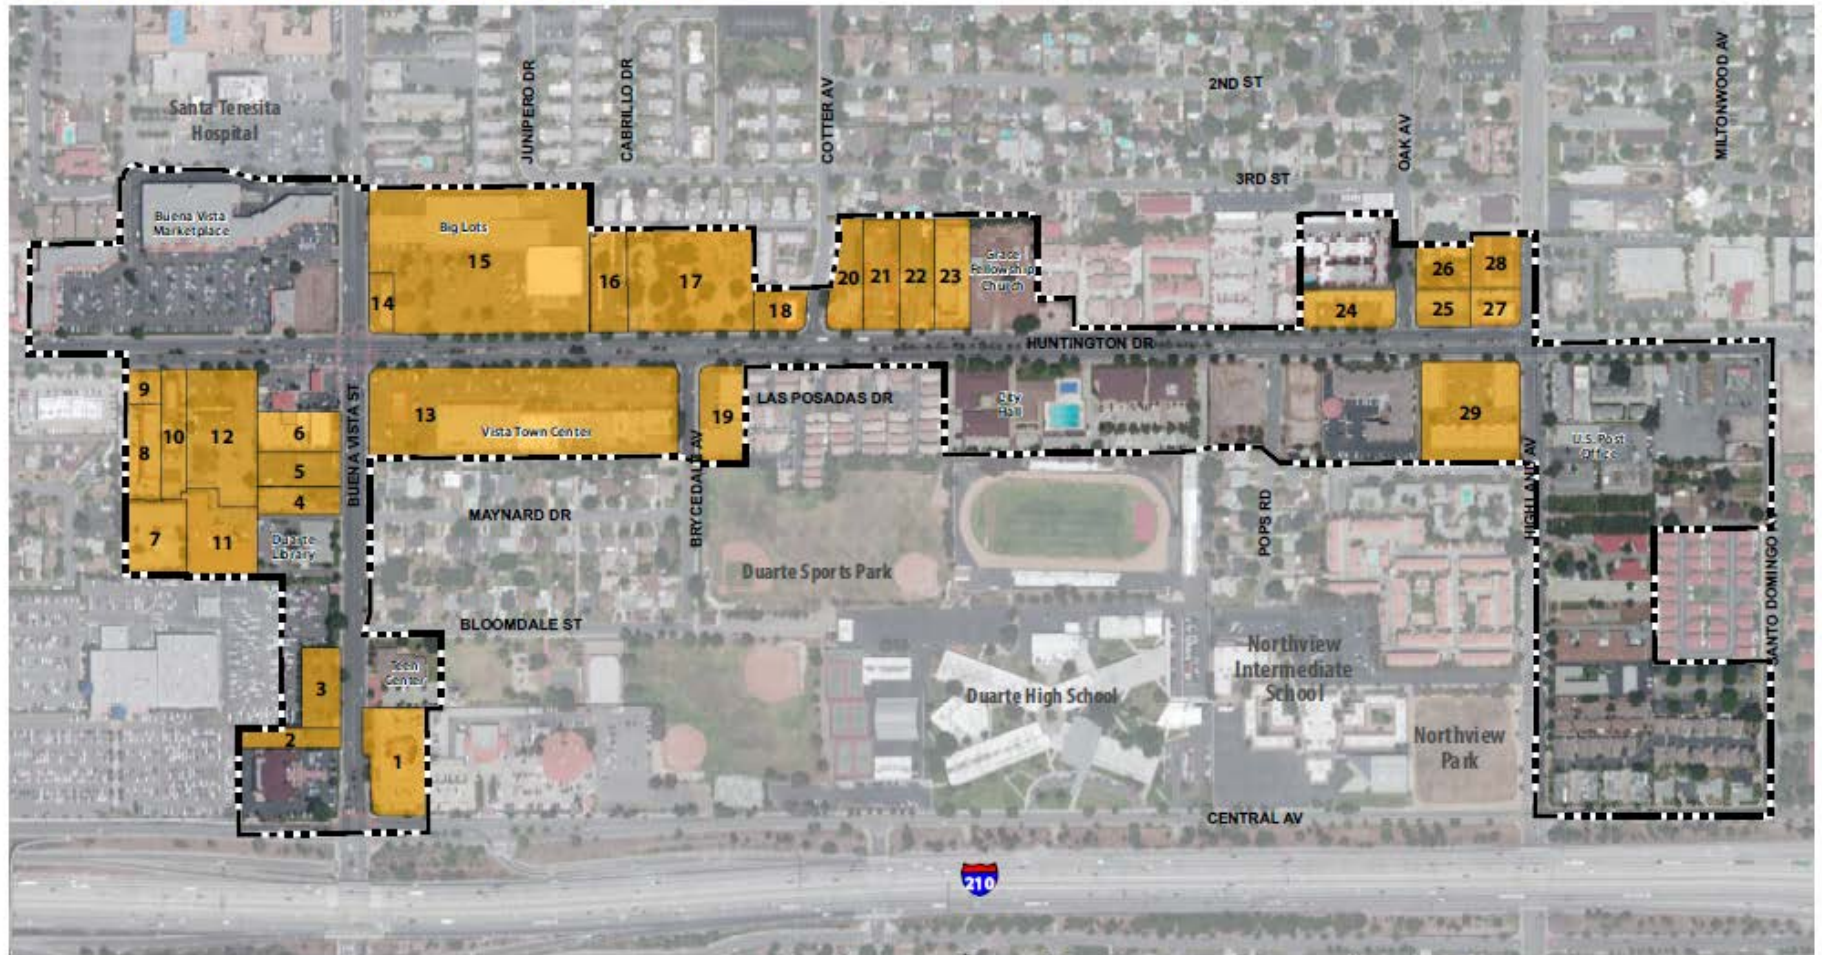 JUNIPERO DR
CABRILLO DR
COTTER AV
2ND ST
OAK AV
MILTONWOOD AV
Santa Teresita
Hospital
3RD ST
Buena Vista
Marketplace
Big Lots
15
14
16
17
18
20
21
22
23
Grace
Fellowship
Church
26
28
24
25
27
HUNTINGTON DR
9
8
10
12
6
5
4
7
11
Duarte
Library
BUENA VISTA ST
13
Vista Town Center
19
LAS POSADAS DR
City
Hall
29
U.S. Post
Office
BRYCEDALE AV
MAYNARD DR
POPS RD
HIGHLAND AV
Duarte Sports Park
BLOOMDALE ST
SANTO DOMINGO A
Teen
Center
Northview
Intermediate
School
Duarte High School
3
2
1
Northview
Park
CENTRAL AV
210